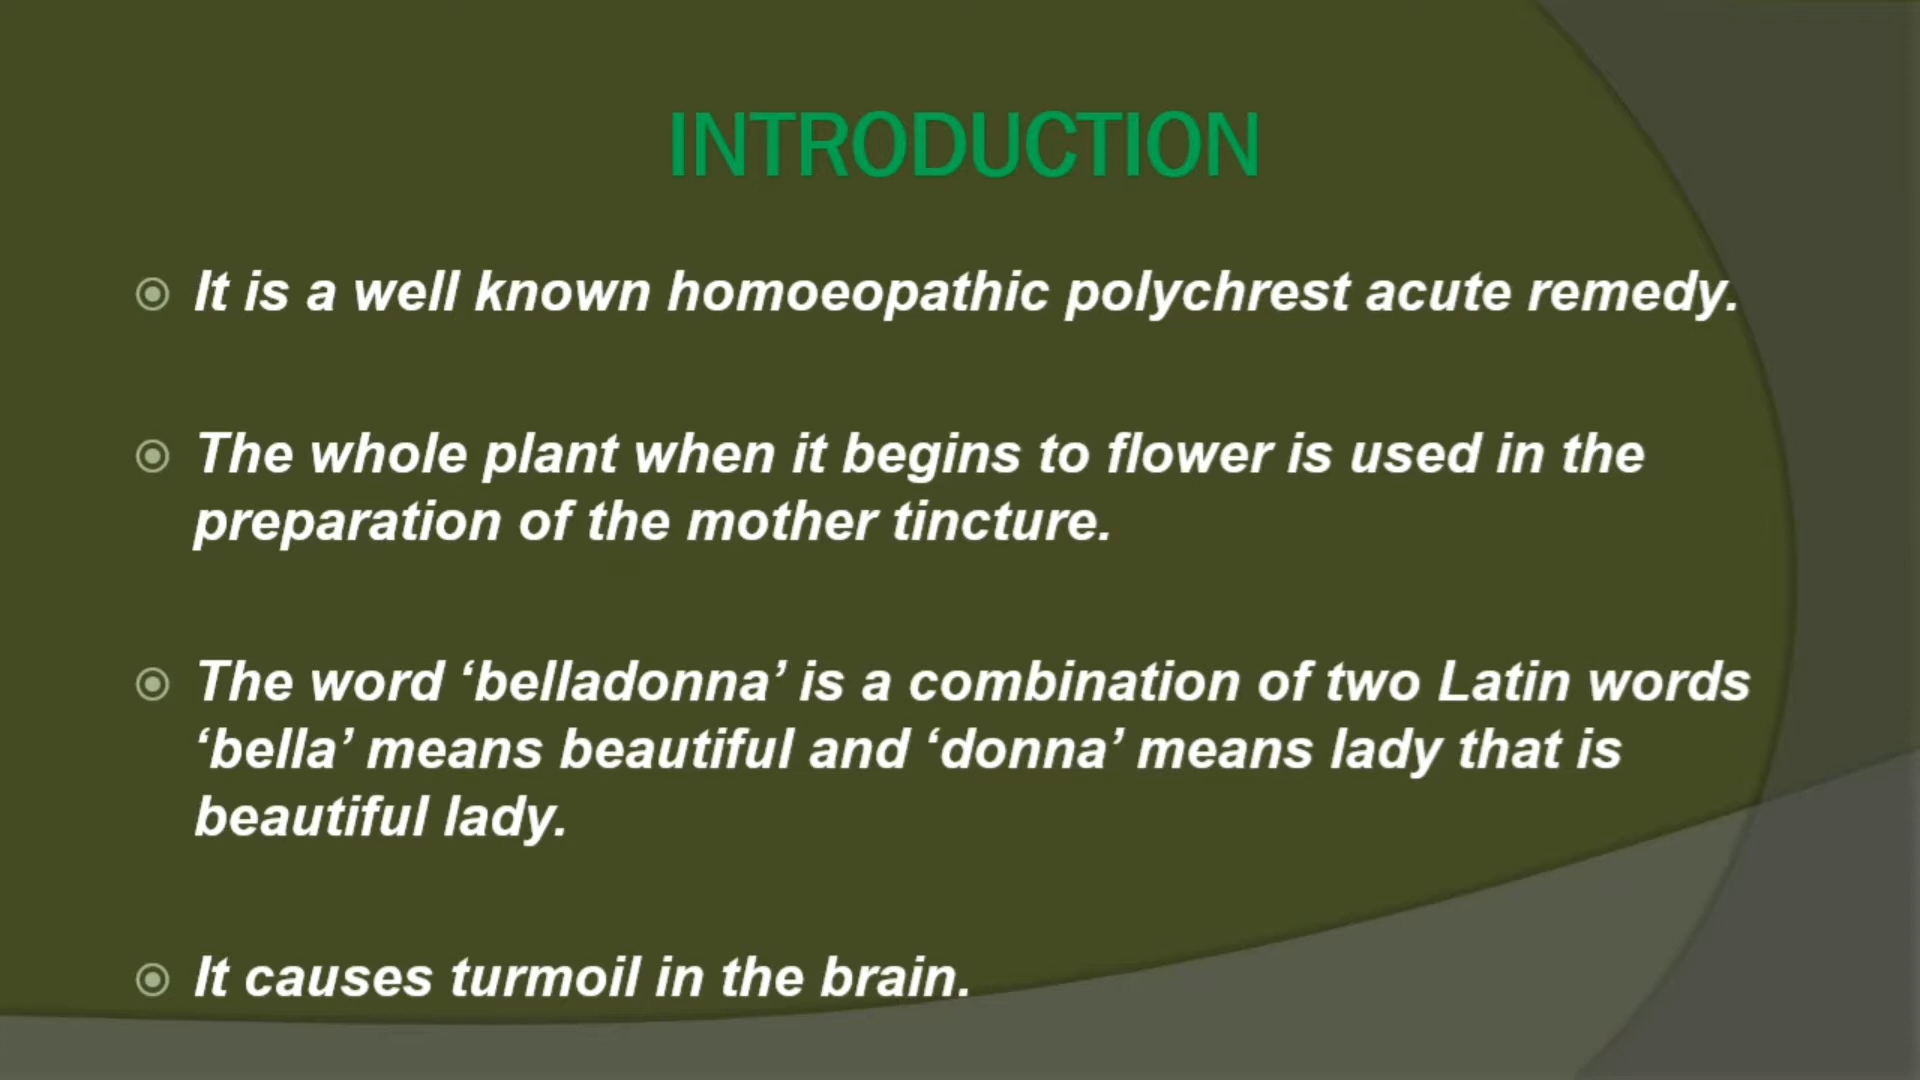 INTRODUCTION
It is a well known homoeopathic polychrest acute remedy.
The whole plant when it begins to flower is used in the
preparation of the mother tincture.
The word ‘belladonna’ is a combination of two Latin words
‘bella’ means beautiful and ‘donna’ means lady that is
beautiful lady.
It causes turmoil in the brain.